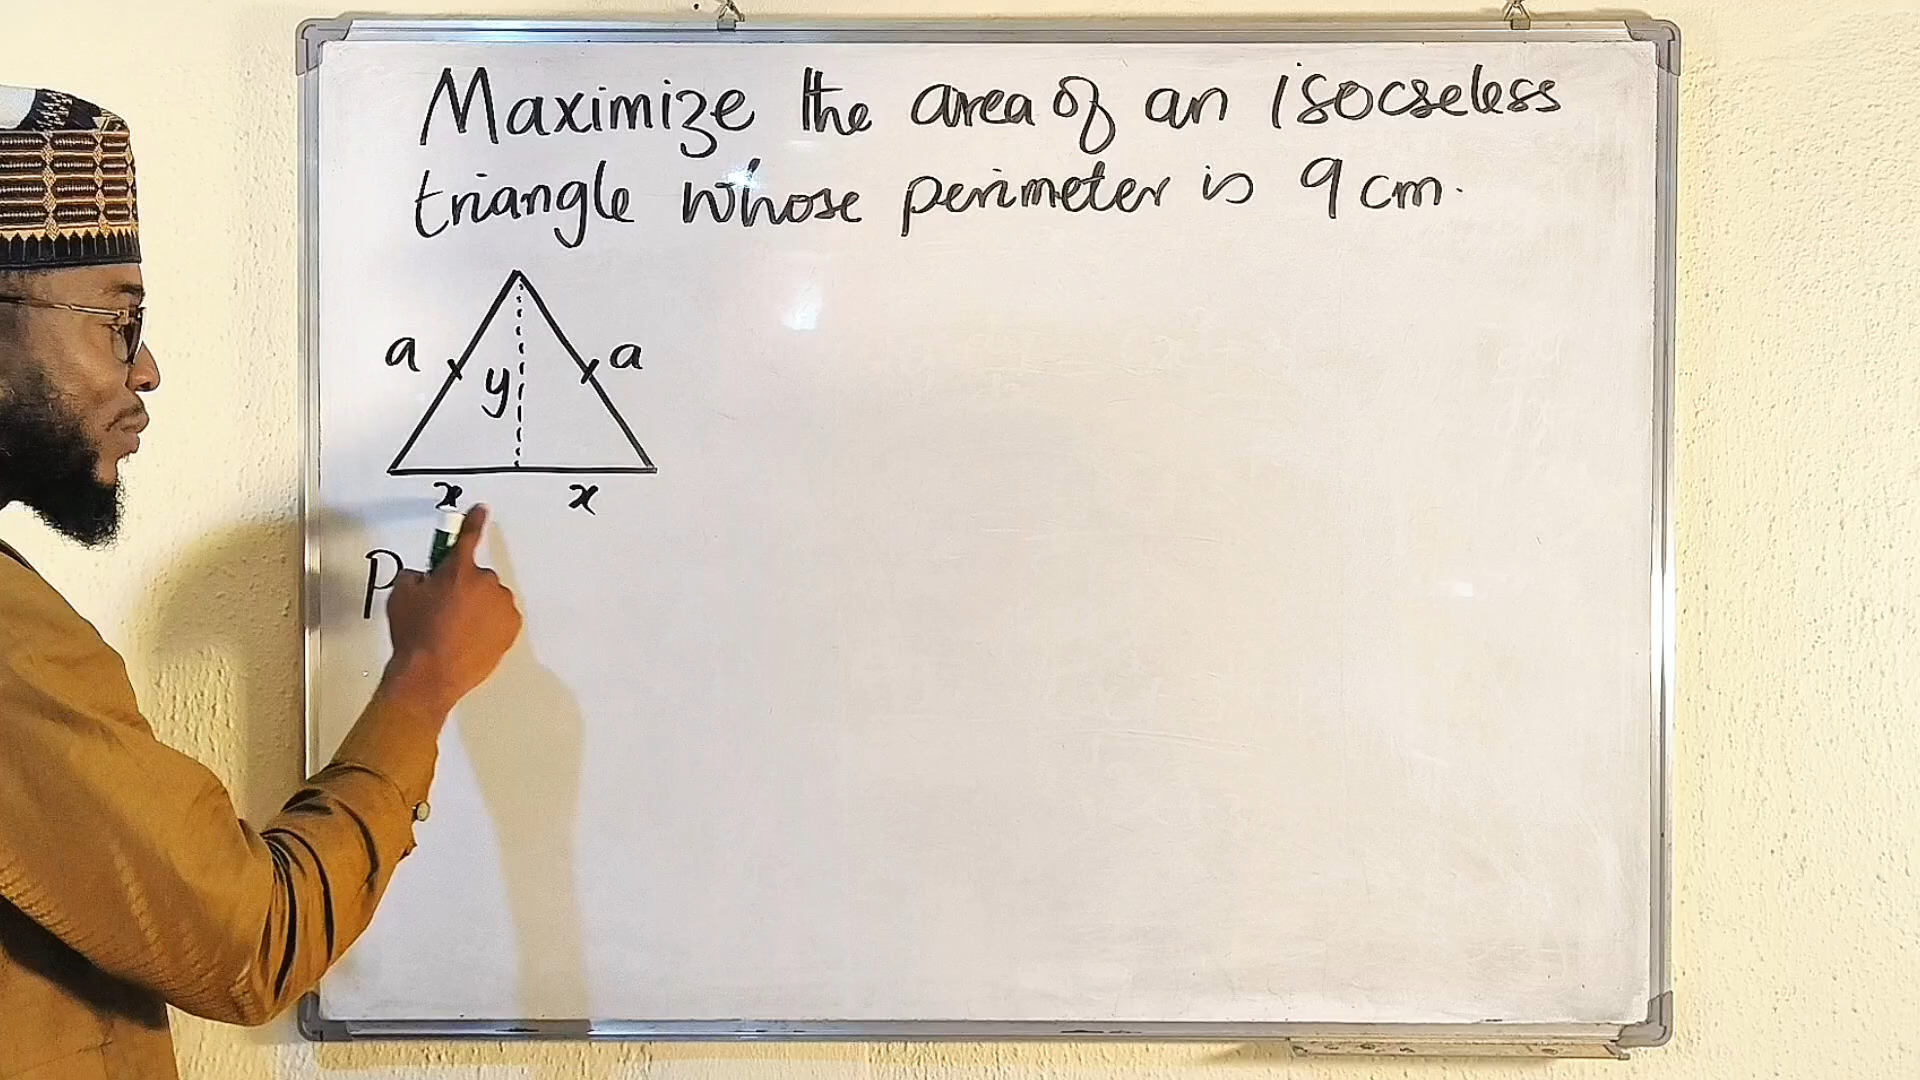 Maximize the area of an isocseless
triangle whose perimeter is 9 cm.
a
a
y
x
x
P